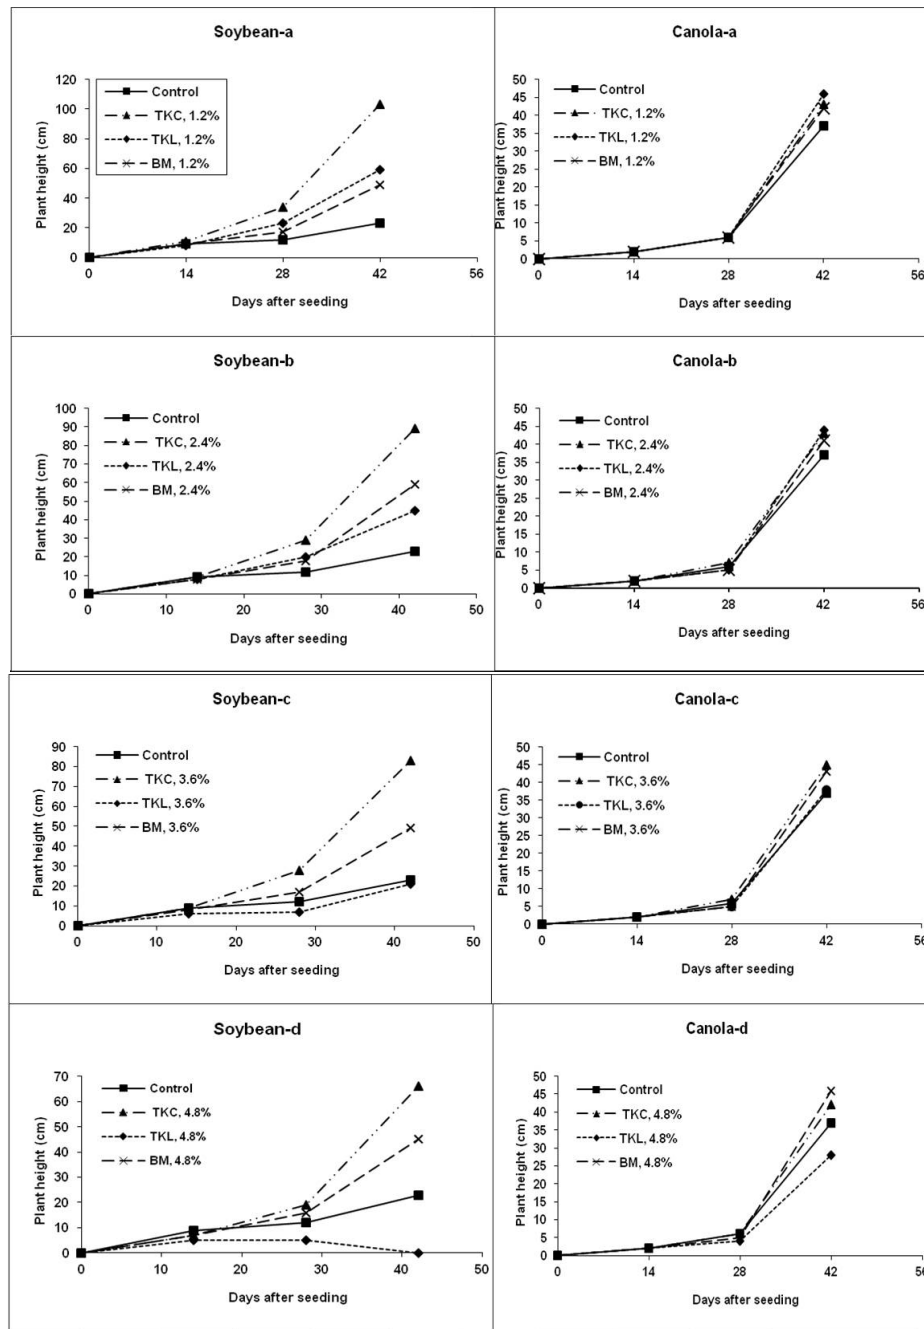 Soybean-a
Plant height (cm)
120
100
80
60
40
20
0
Control
TKC, 1.2%
TKL, 1.2%
BM, 1.2%
0 14 28 42 56
Days after seeding
Canola-a
Plant height (cm)
50
45
40
35
30
25
20
15
10
5
0
Control
TKC, 1.2%
TKL, 1.2%
BM, 1.2%
0 14 28 42 56
Days after seeding
Soybean-b
Plant height (cm)
100
90
80
70
60
50
40
30
20
10
0
Control
TKC, 2.4%
TKL, 2.4%
BM, 2.4%
0 10 20 30 40 50
Days after seeding
Canola-b
Plant height (cm)
50
45
40
35
30
25
20
15
10
5
0
Control
TKC, 2.4%
TKL, 2.4%
BM, 2.4%
0 14 28 42 56
Days after seeding
Soybean-c
Plant height (cm)
90
80
70
60
50
40
30
20
10
0
Control
TKC, 3.6%
TKL, 3.6%
BM, 3.6%
0 10 20 30 40 50
Days after seeding
Canola-c
Plant height (cm)
50
45
40
35
30
25
20
15
10
5
0
Control
TKC, 3.6%
TKL, 3.6%
BM, 3.6%
0 14 28 42 56
Days after seeding
Soybean-d
Plant height (cm)
70
60
50
40
30
20
10
0
Control
TKC, 4.8%
TKL, 4.8%
BM, 4.8%
0 10 20 30 40 50
Days after seeding
Canola-d
Plant height (cm)
50
45
40
35
30
25
20
15
10
5
0
Control
TKC, 4.8%
TKL, 4.8%
BM, 4.8%
0 14 28 42 56
Days after seeding